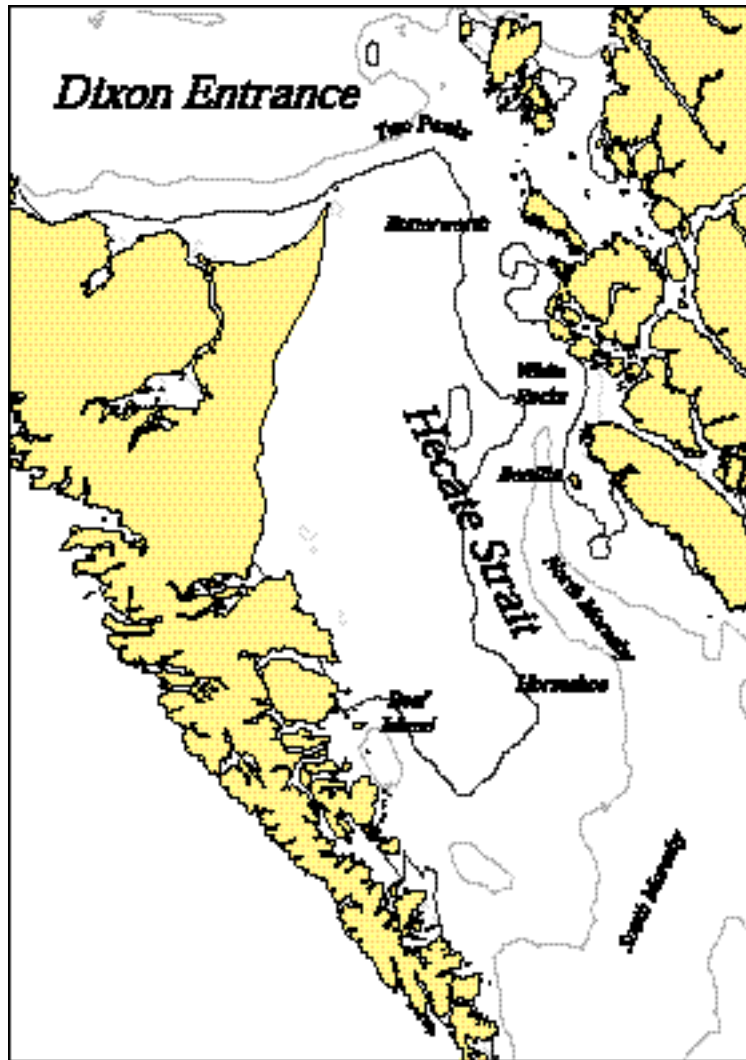 Dixon Entrance
Two Peaks
Butterworth
White
Rocks
Hecate Strait
Bonilla
North Moresby
Horseshoe
Reef
Island
South Moresby